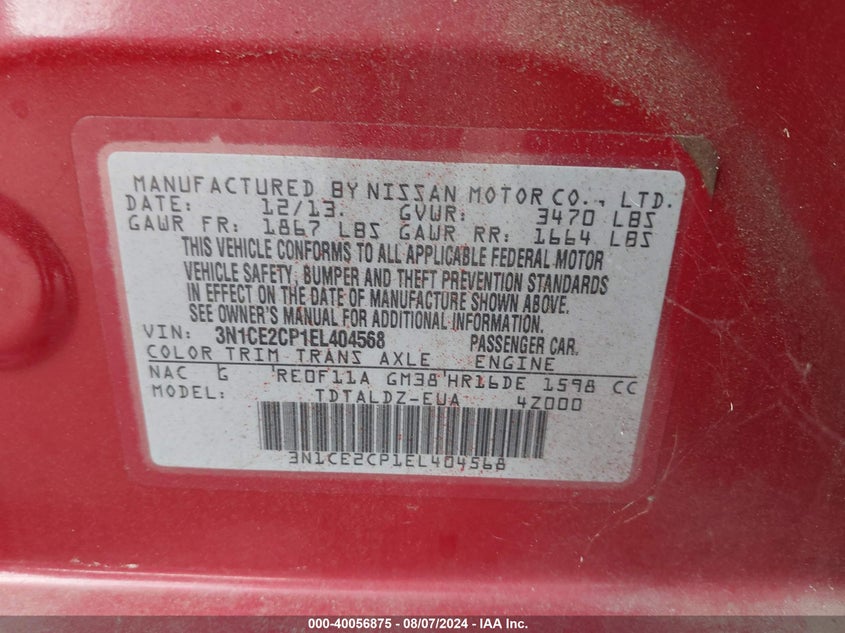 MANUFACTURED BY NISSAN MOTOR CO., LTD.
DATE: 12/13. GVWR: 3470 LBS
GAWR FR: 1867 LBS GAWR RR: 1664 LBS
THIS VEHICLE CONFORMS TO ALL APPLICABLE FEDERAL MOTOR
VEHICLE SAFETY, BUMPER AND THEFT PREVENTION STANDARDS
IN EFFECT ON THE DATE OF MANUFACTURE SHOWN ABOVE.
SEE OWNER'S MANUAL FOR ADDITIONAL INFORMATION.
VIN: 3N1CE2CP1EL404568 PASSENGER CAR.
COLOR TRIM TRANS AXLE ENGINE
NAC G RE0F11A GM38 HR16DE 1598 CC
MODEL: TDTALDZ-EUA 4Z000
3N1CE2CP1EL404568
000-40056875 - 08/07/2024 - IAA Inc.